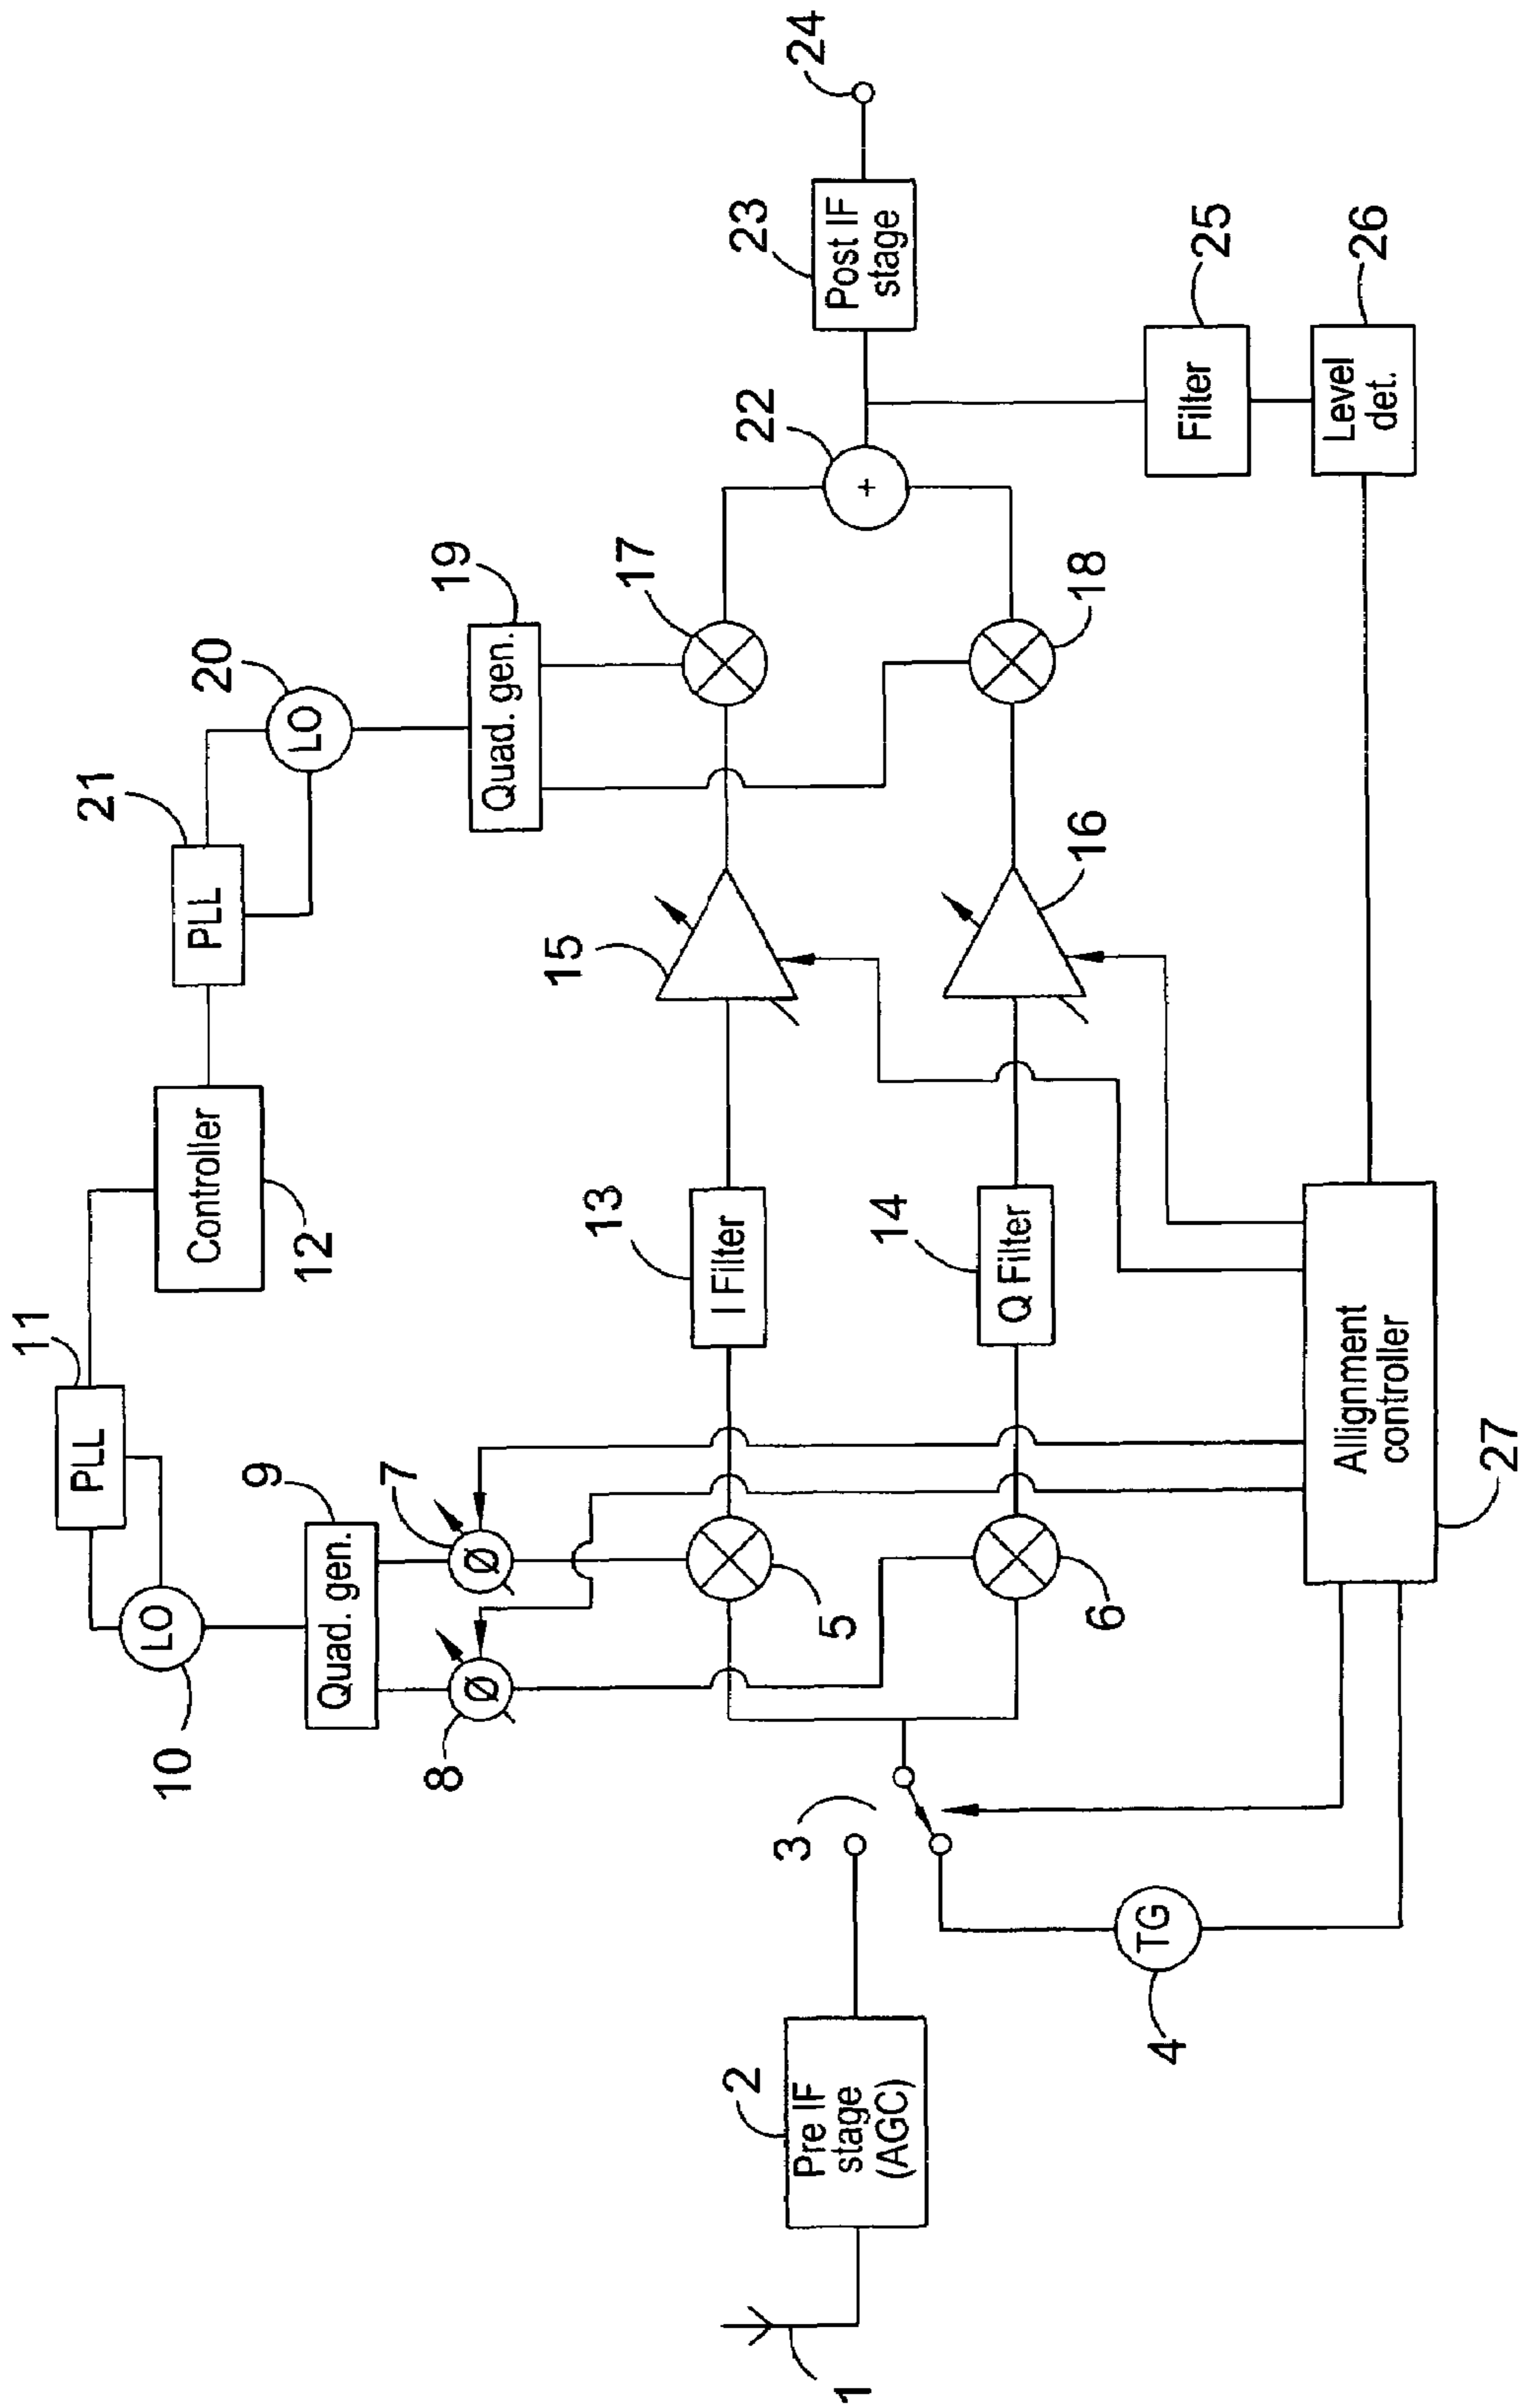 11
PLL
10
LO
9
Quad. gen.
7
Ø
8
Ø
Controller
12
21
PLL
20
LO
19
Quad. gen.
1
2
Pre IF
stage
(AGC)
3
4
TG
5
6
13
I Filter
14
Q Filter
15
16
17
18
22
+
23
Post IF
stage
24
25
Filter
26
Level
det.
Allignment
controller
27